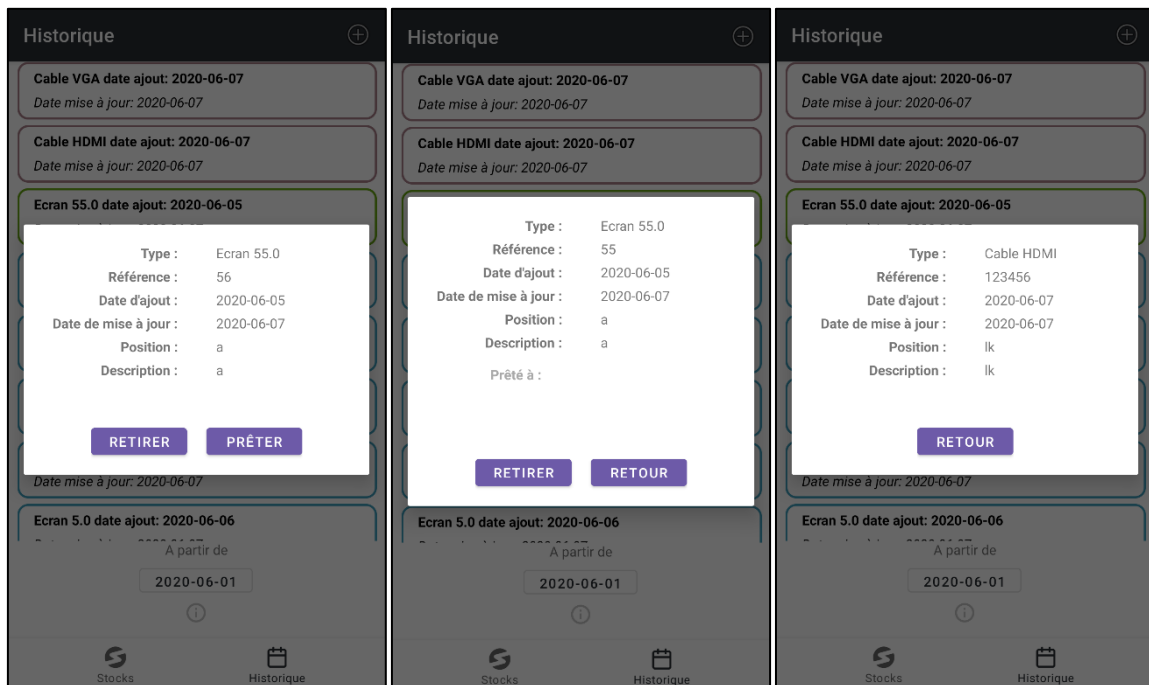 Historique
Cable VGA date ajout: 2020-06-07
Date mise à jour: 2020-06-07
Cable HDMI date ajout: 2020-06-07
Date mise à jour: 2020-06-07
Ecran 55.0 date ajout: 2020-06-05
Type : Ecran 55.0
Référence : 56
Date d'ajout : 2020-06-05
Date de mise à jour : 2020-06-07
Position : a
Description : a
RETIRER PRÊTER
Date mise à jour: 2020-06-07
Ecran 5.0 date ajout: 2020-06-06
A partir de
2020-06-01
Stocks Historique
Historique
Cable VGA date ajout: 2020-06-07
Date mise à jour: 2020-06-07
Cable HDMI date ajout: 2020-06-07
Date mise à jour: 2020-06-07
Type : Ecran 55.0
Référence : 55
Date d'ajout : 2020-06-05
Date de mise à jour : 2020-06-07
Position : a
Description : a
Prêté à :
RETIRER RETOUR
Ecran 5.0 date ajout: 2020-06-06
A partir de
2020-06-01
Stocks Historique
Historique
Cable VGA date ajout: 2020-06-07
Date mise à jour: 2020-06-07
Cable HDMI date ajout: 2020-06-07
Date mise à jour: 2020-06-07
Ecran 55.0 date ajout: 2020-06-05
Type : Cable HDMI
Référence : 123456
Date d'ajout : 2020-06-07
Date de mise à jour : 2020-06-07
Position : lk
Description : lk
RETOUR
Date mise à jour: 2020-06-07
Ecran 5.0 date ajout: 2020-06-06
A partir de
2020-06-01
Stocks Historique